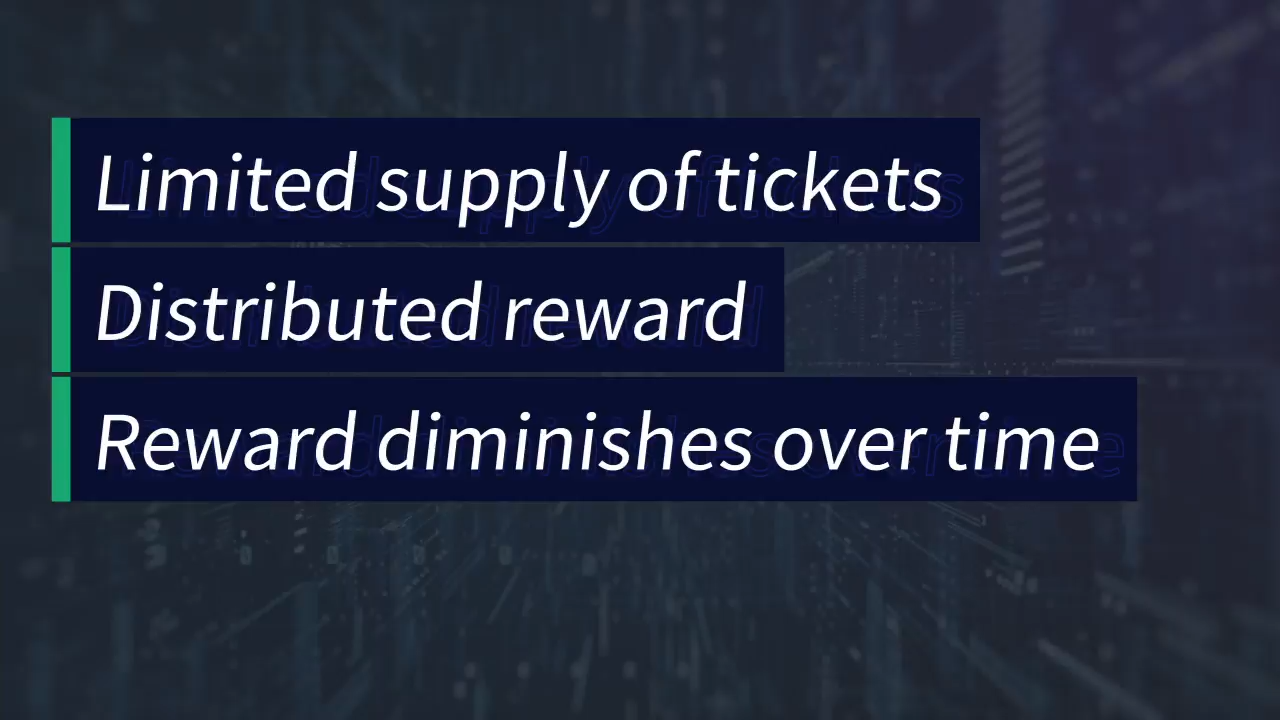 Limited supply of tickets
Distributed reward
Reward diminishes over time